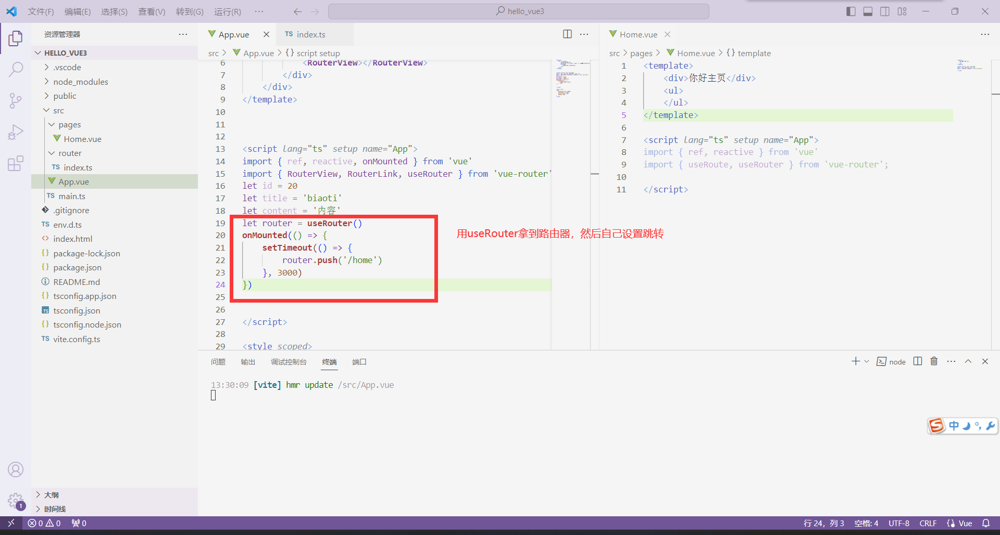 文件(F) 编辑(E) 选择(S) 查看(V) 转到(G) 运行(R) ··· hello_vue3
资源管理器 ···
HELLO_VUE3
.vscode
node_modules
public
src
pages
Home.vue
router
TS index.ts
App.vue
TS main.ts
.gitignore
TS env.d.ts
<> index.html
{} package-lock.json
{} package.json
README.md
{} tsconfig.app.json
TS tsconfig.json
{} tsconfig.node.json
TS vite.config.ts
大纲
时间线
App.vue TS index.ts
src > App.vue > {} script setup
6 <RouterView></RouterView>
7 </div>
8 </div>
9 </template>
10
11
12
13 <script lang="ts" setup name="App">
14 import { ref, reactive, onMounted } from 'vue'
15 import { RouterView, RouterLink, useRouter } from 'vue-router'
16 let id = 20
17 let title = 'biaoti'
18 let content = '内容'
19 let router = useRouter()
20 onMounted(() => {
21 setTimeout(() => {
22 router.push('/home')
23 }, 3000)
24 })
25
26
27 </script>
28
29 <style scoped>
用useRouter拿到路由器，然后自己设置跳转
Home.vue
src > pages > Home.vue > {} template
1 <template>
2 <div>你好主页</div>
3 <ul>
4 </ul>
5 </template>
6
7 <script lang="ts" setup name="App">
8 import { ref, reactive } from 'vue'
9 import { useRoute, useRouter } from 'vue-router';
10
11 </script>
问题 输出 调试控制台 终端 端口 node
13:30:09 [vite] hmr update /src/App.vue
中
1
0 0 0 行 24，列 3 空格: 4 UTF-8 CRLF {} Vue